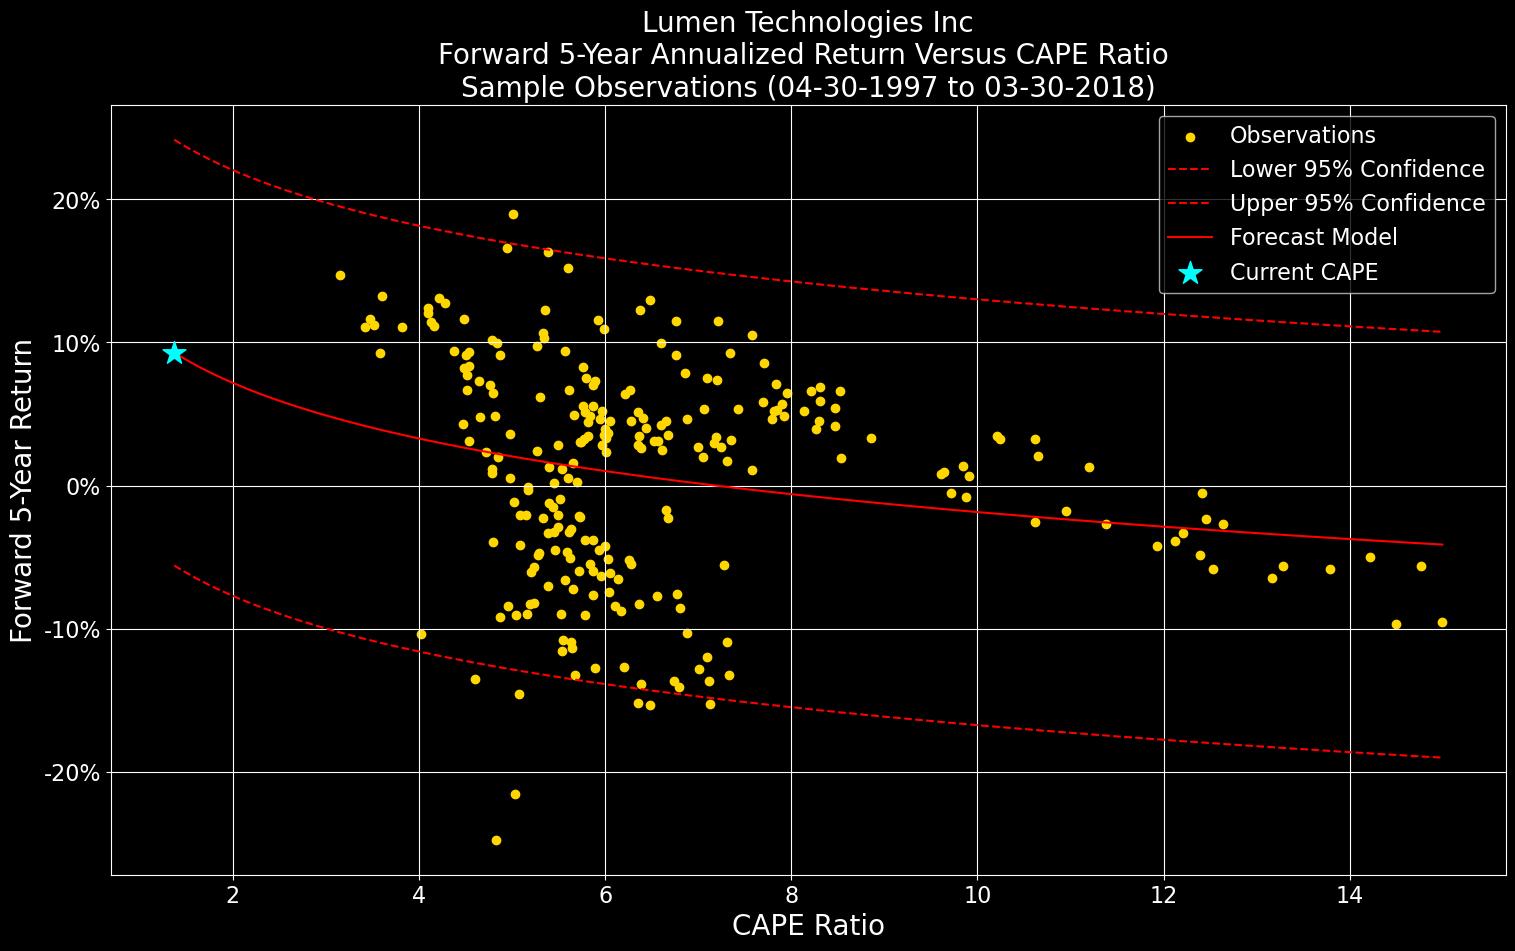 Lumen Technologies Inc
Forward 5-Year Annualized Return Versus CAPE Ratio
Sample Observations (04-30-1997 to 03-30-2018)
Observations
Lower 95% Confidence
Upper 95% Confidence
Forecast Model
Current CAPE
Forward 5-Year Return
20%
10%
0%
-10%
-20%
2 4 6 8 10 12 14
CAPE Ratio